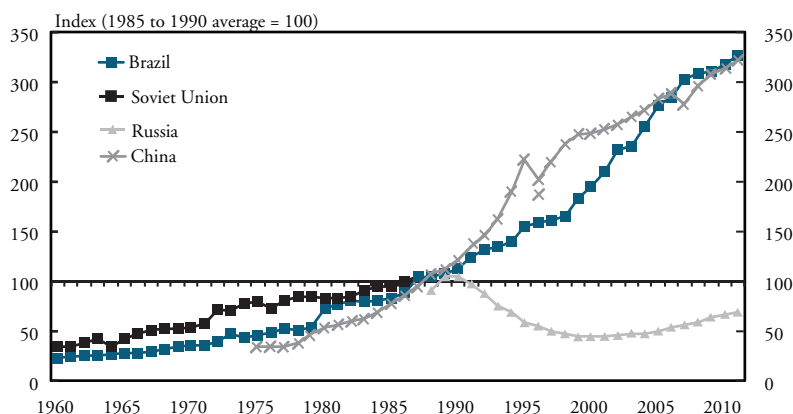 Index (1985 to 1990 average = 100)
350 350
Brazil
300 300
Soviet Union
250 250
Russia
China
200 200
150 150
100 100
50 50
0 0
1960 1965 1970 1975 1980 1985 1990 1995 2000 2005 2010